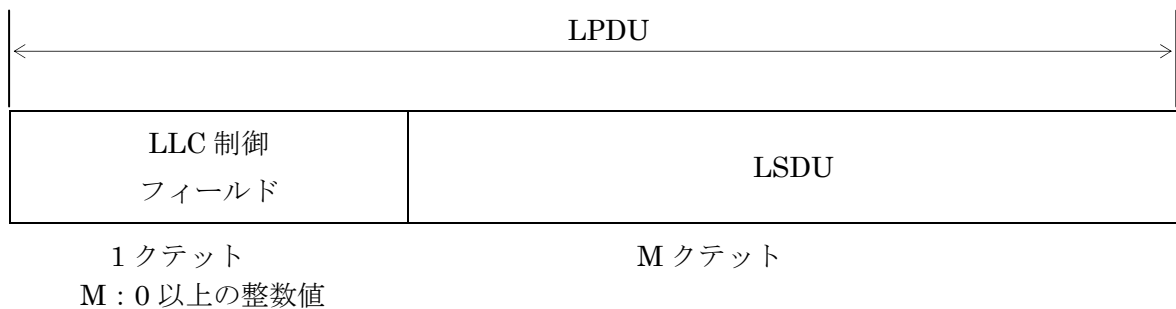 LPDU
LLC 制御
フィールド
LSDU
1 クテット
M クテット
M：0 以上の整数値